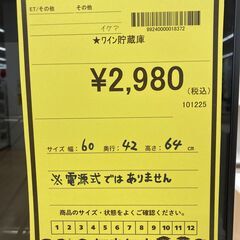 ET/その他 その他
イケア
99240000018372
★ワイン貯蔵庫
¥2,980
(税込)
101225
サイズ 幅: 60 奥行: 42 高さ: 64 cm
※電源式ではありません
商品のサイズ・状態をよくご確認ください。
1 2 3 4 5 6 7 8 9 10 11 12